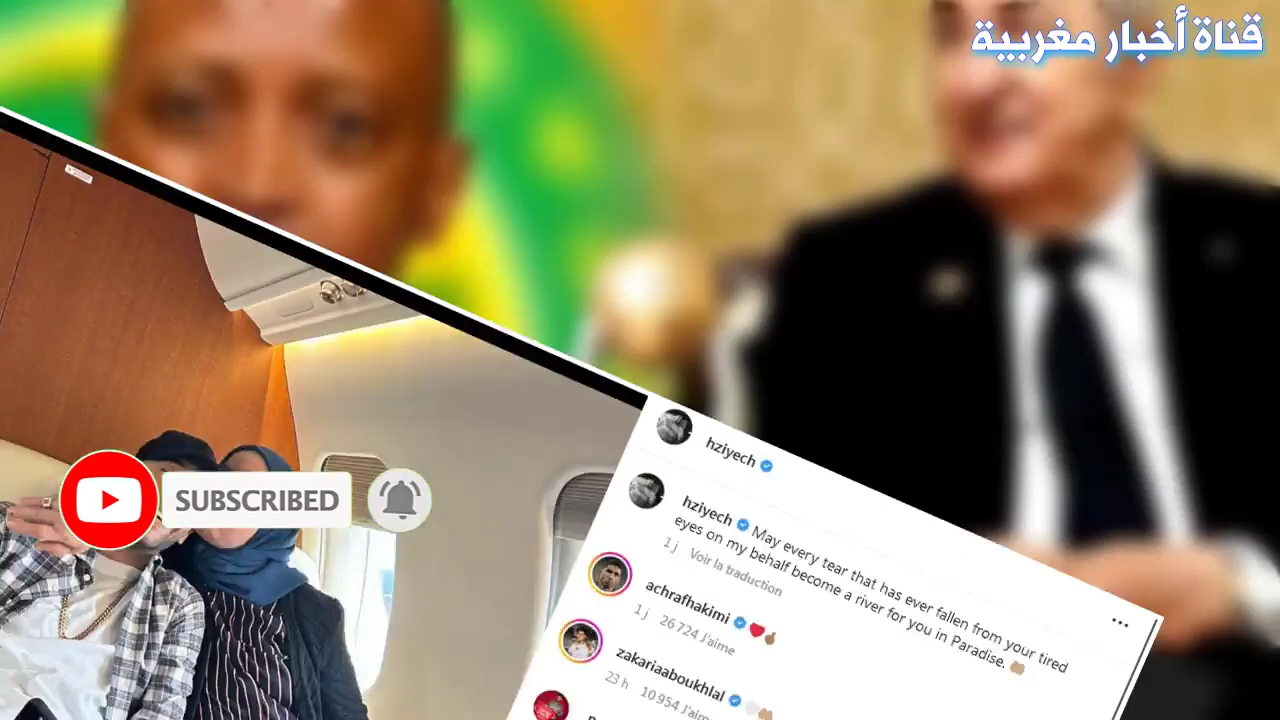 قناة أخبار مغربية
SUBSCRIBED
hziyech
hziyech May every tear that has ever fallen from your tired
eyes on my behalf become a river for you in Paradise.
1 j Voir la traduction
achrafhakimi
1 j 26 724 J'aime
zakariaaboukhlal
23 h 10 954 J'aime